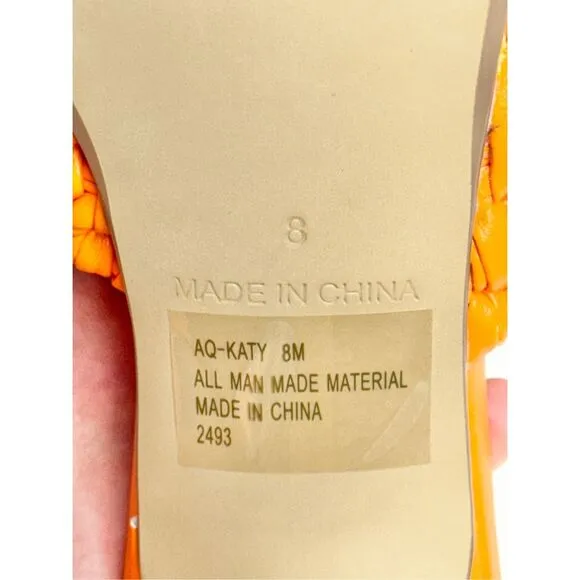 8
MADE IN CHINA
AQ-KATY 8M
ALL MAN MADE MATERIAL
MADE IN CHINA
2493